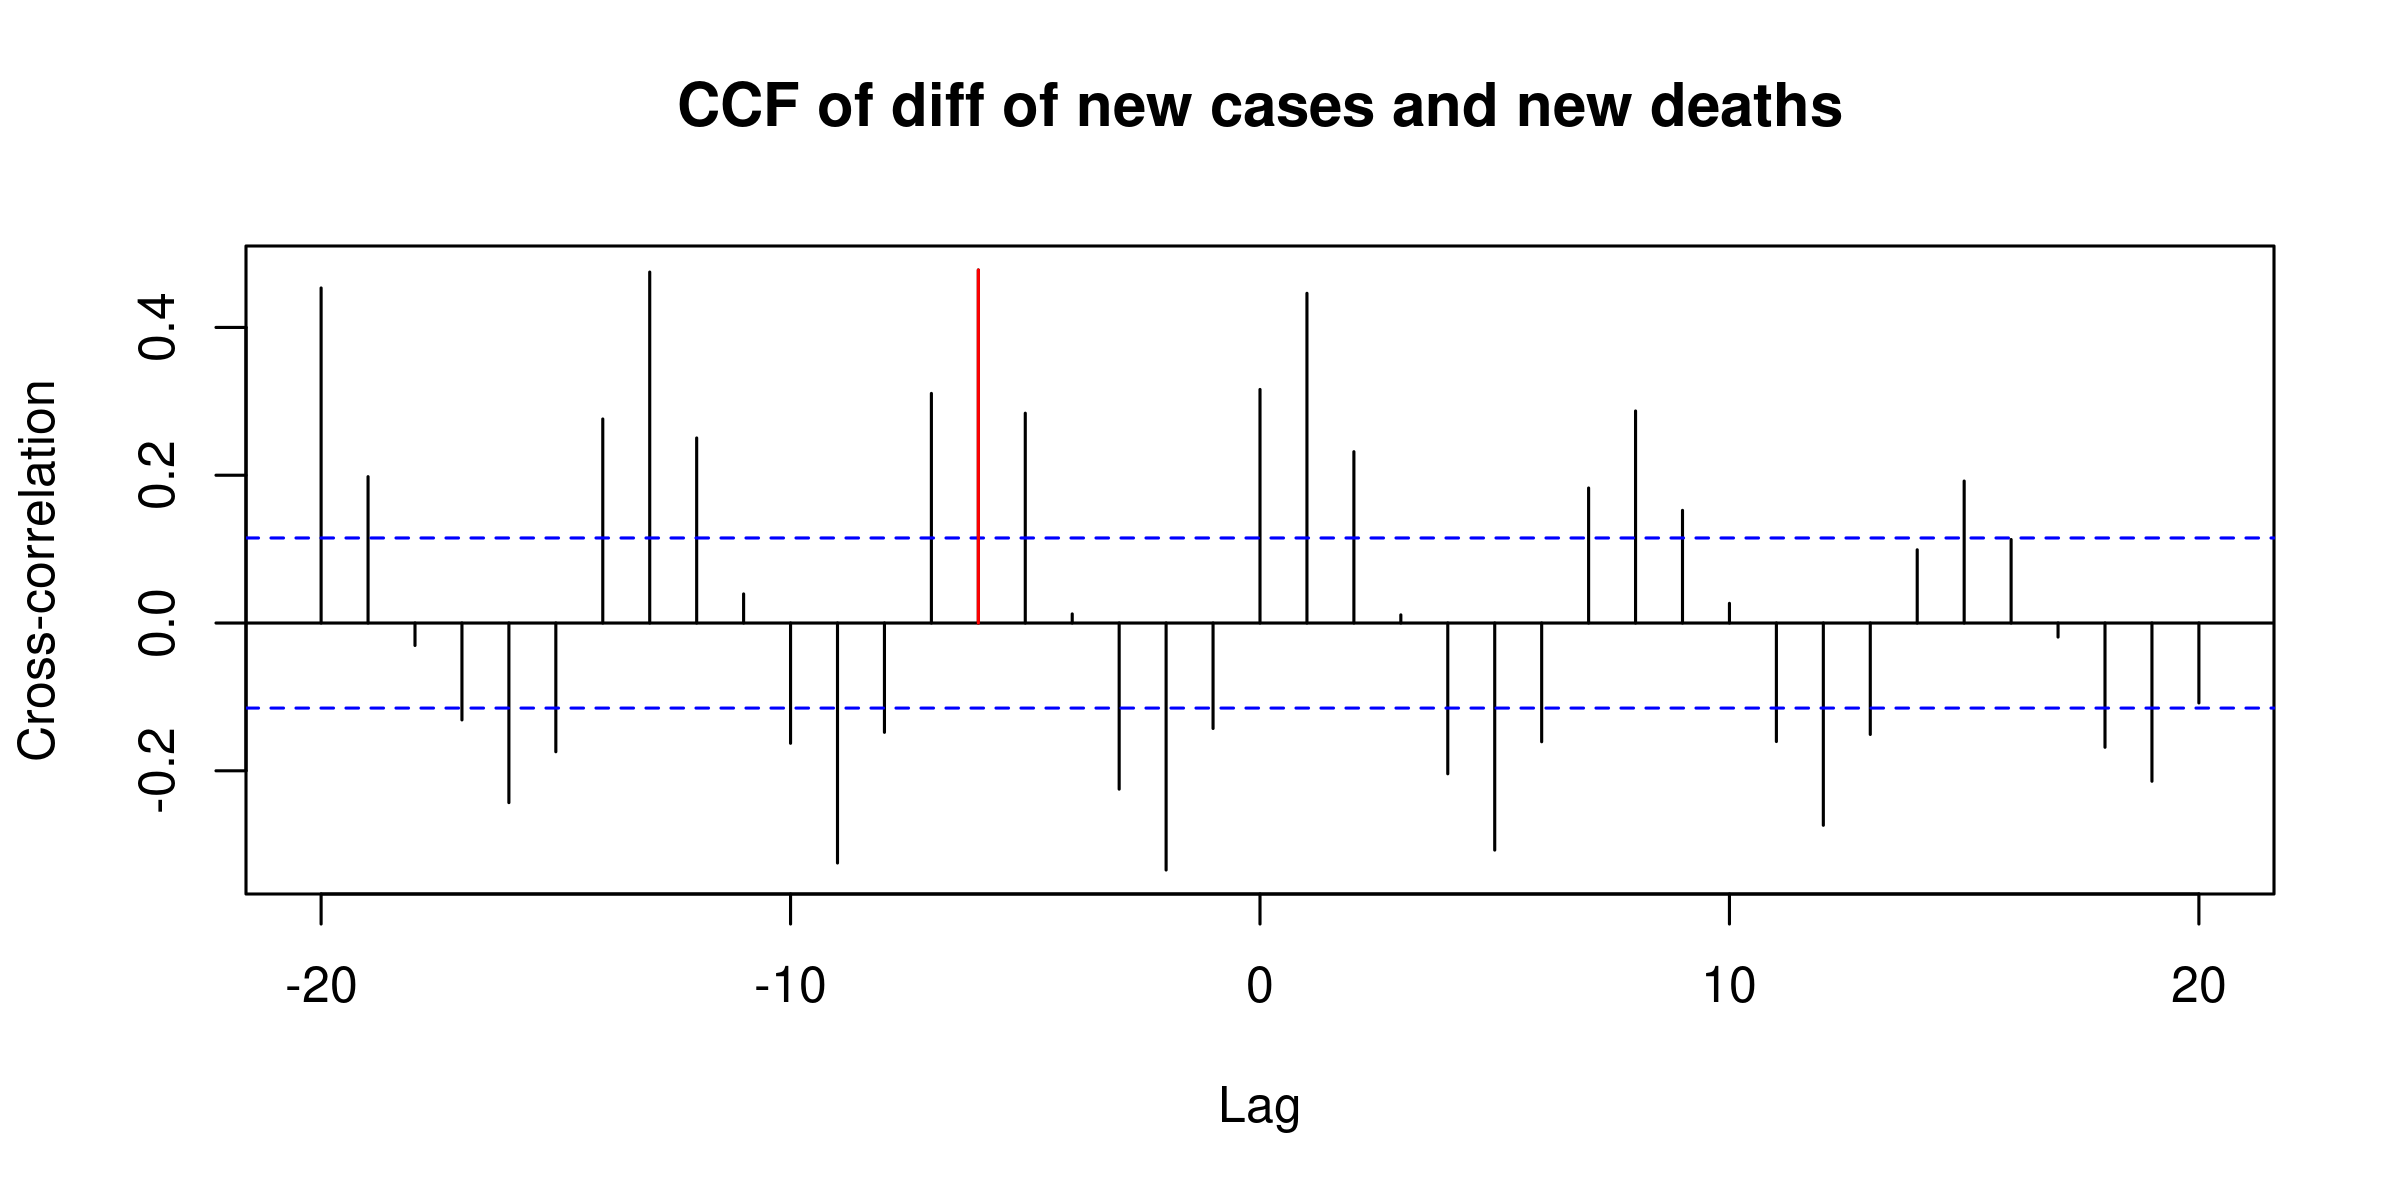 CCF of diff of new cases and new deaths
Cross-correlation
0.4
0.2
0.0
-0.2
-20 -10 0 10 20
Lag